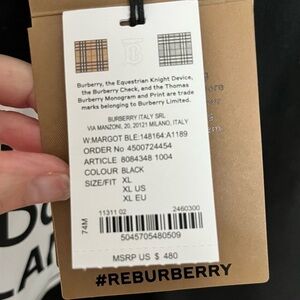 Burberry, the Equestrian Knight Device,
the Burberry Check, and the Thomas
Burberry Monogram and Print are trade
marks belonging to Burberry Limited.
BURBERRY ITALY SRL
VIA MANZONI, 20, 20121 MILANO, ITALY
W:MARGOT BLE:148164:A1189
ORDER No 4500724454
ARTICLE 8084348 1004
COLOUR BLACK
SIZE/FIT XL
XL US
XL EU
74M
11311 02 2460300
5045705480509
MSRP US $ 480
#REBURBERRY